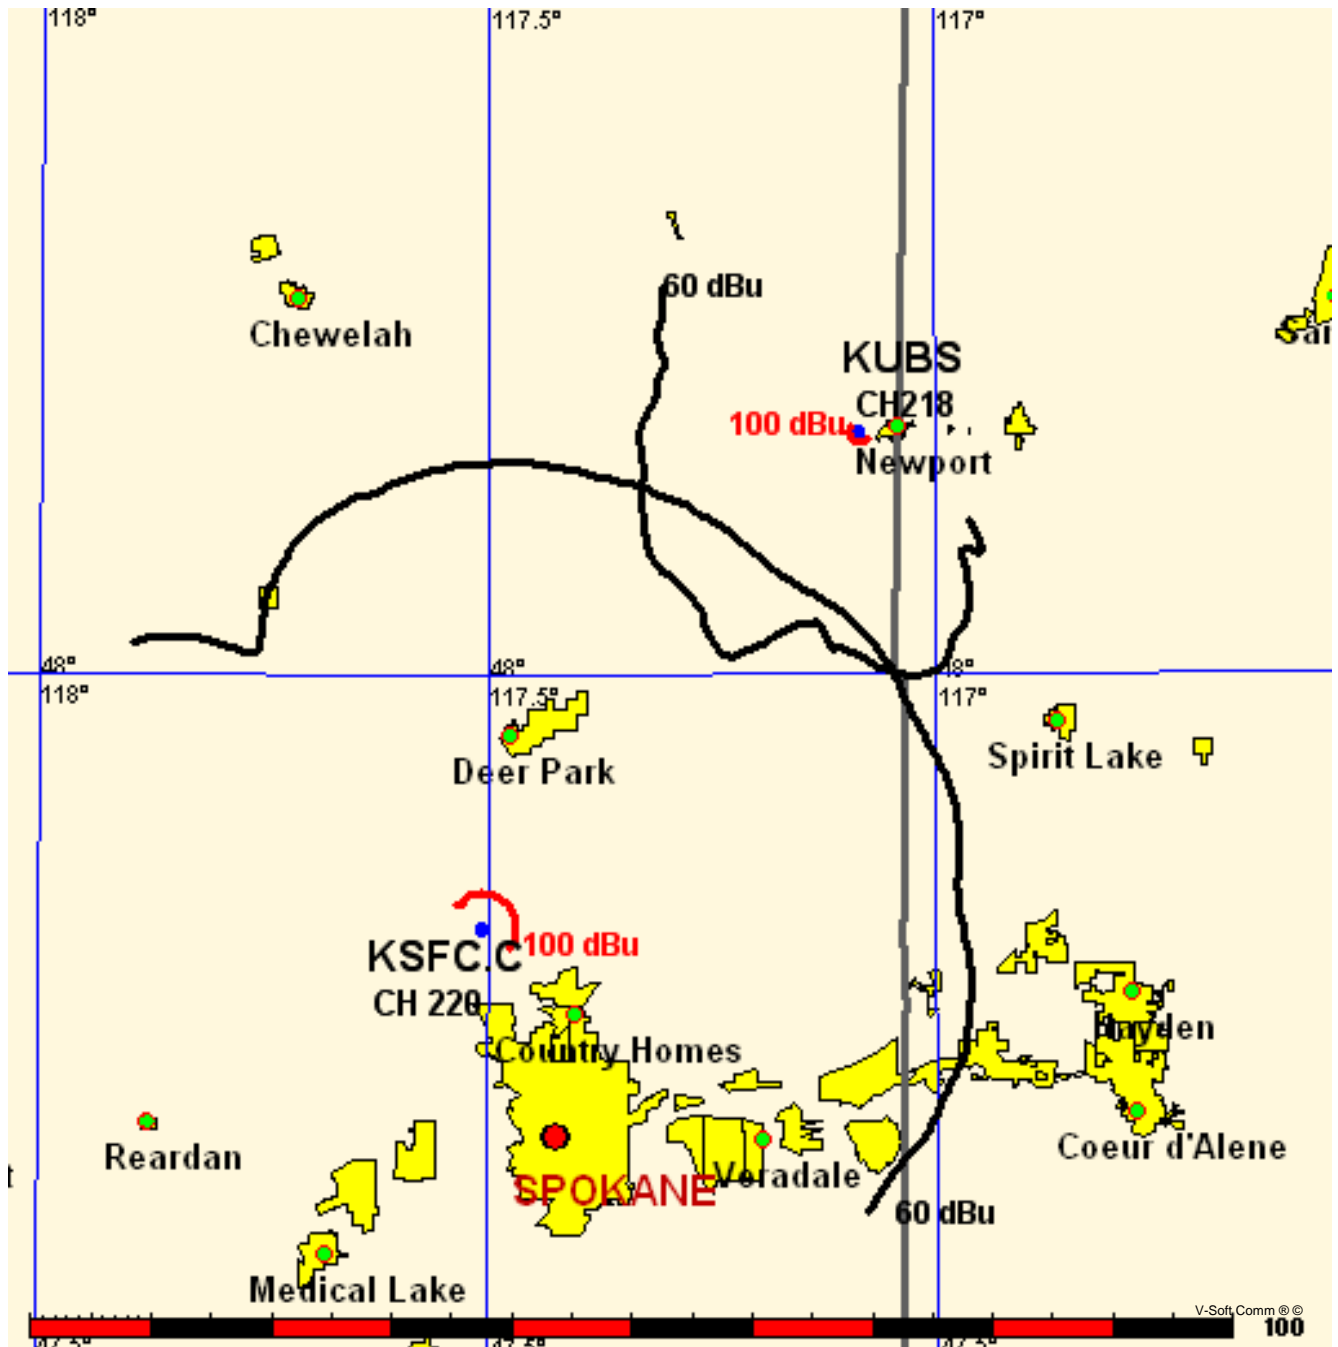 118°
117.5°
117°
60 dBu
Chewelah
KUBS
CH218
100 dBu
Newport
48°
48°
118°
117.5°
117°
Deer Park
Spirit Lake
100 dBu
KSFC.C
CH 220
Hayden
Country Homes
Coeur d'Alene
Reardan
Veradale
SPOKANE
60 dBu
Medical Lake
V-Soft Comm ® ©
100